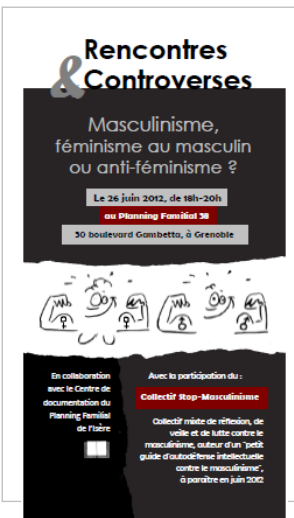 Rencontres
& Controverses
Masculinisme,
féminisme au masculin
ou anti-féminisme ?
Le 26 juin 2012, de 18h-20h
au Planning Familial 38
30 boulevard Gambetta, à Grenoble
En collaboration
avec le Centre de
documentation du
Planning Familial
de l'Isère
Avec la participation du :
Collectif Stop-Masculinisme
Collectif mixte de réflexion, de
veille et de lutte contre le
masculinisme, auteur d'un "petit
guide d'autodéfense intellectuelle
contre le masculinisme",
à paraître en juin 2012